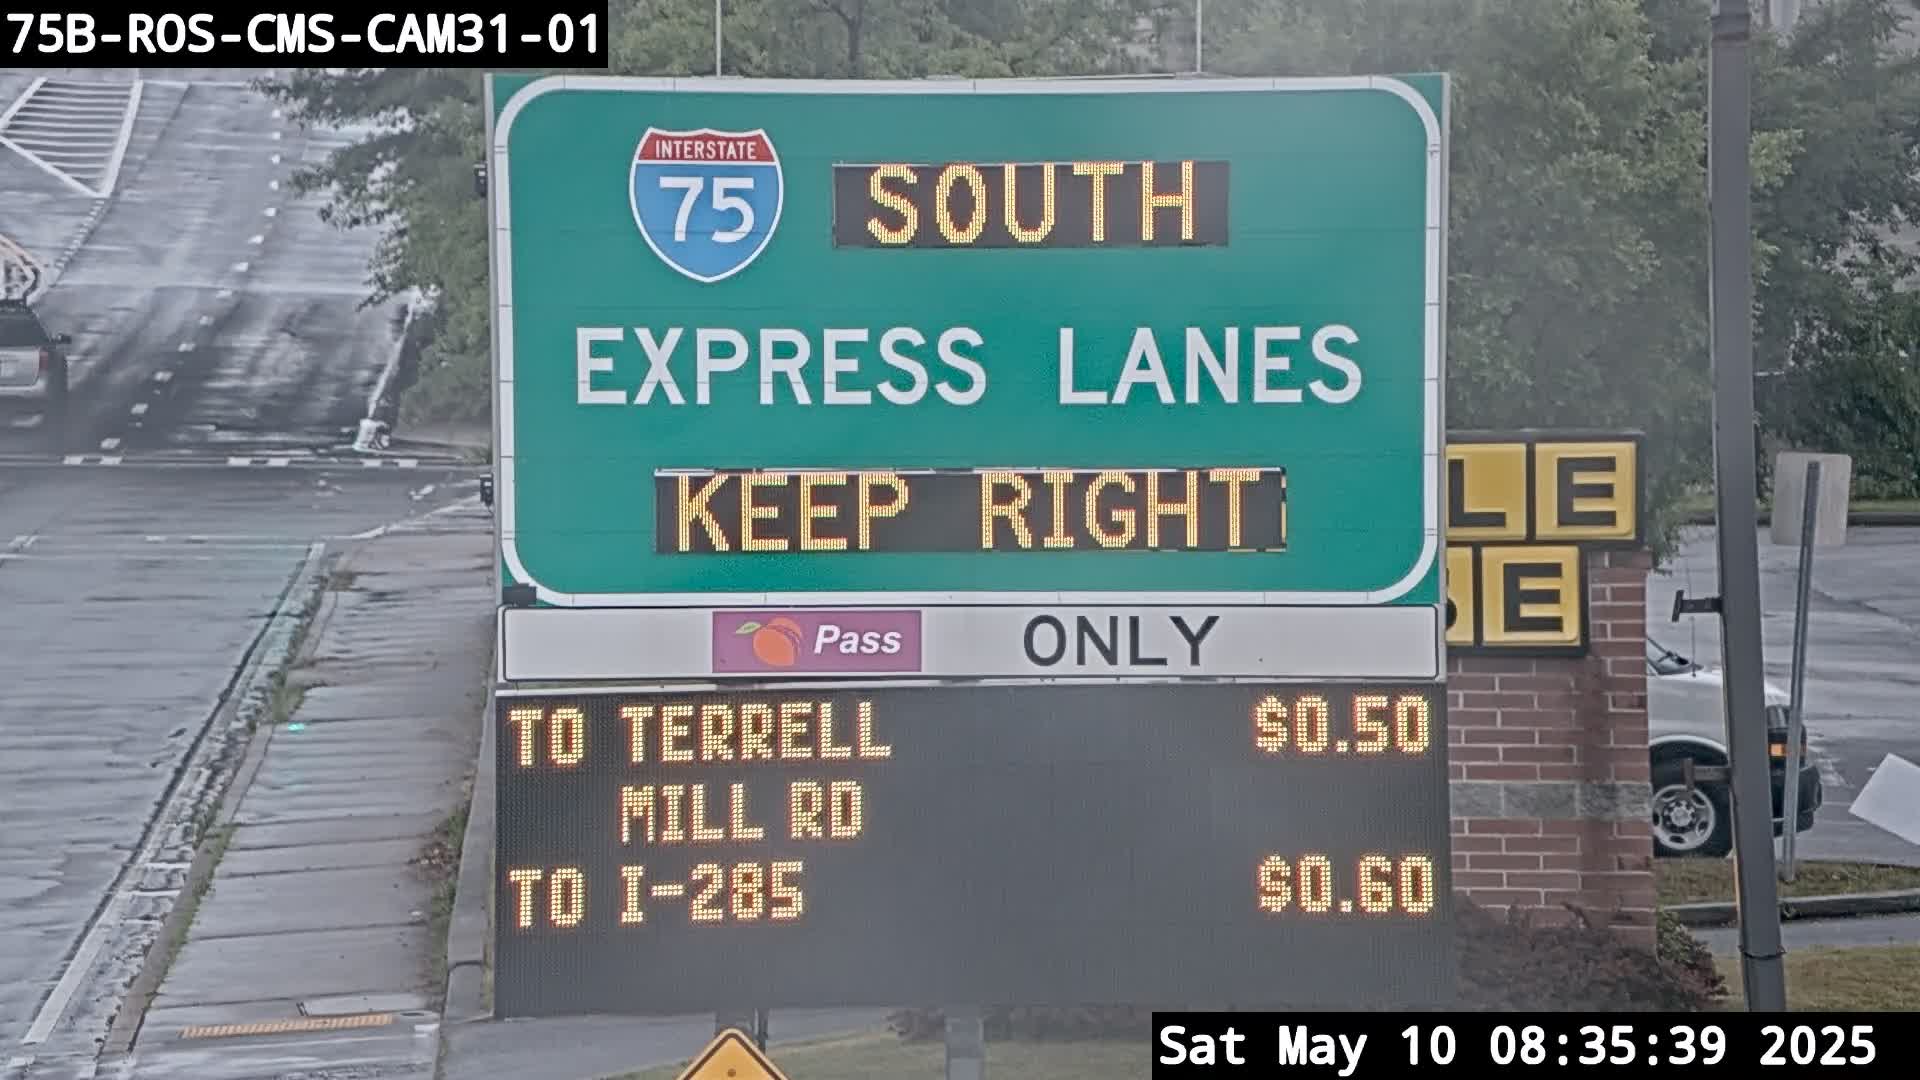 75B-ROS-CMS-CAM31-01
INTERSTATE
75
SOUTH
EXPRESS LANES
KEEP RIGHT
LE
E
Pass ONLY
TO TERRELL $0.50
MILL RD
TO I-285 $0.60
Sat May 10 08:35:39 2025